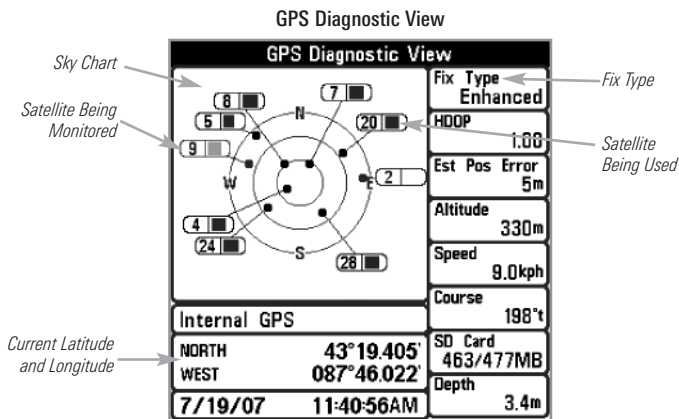 GPS Diagnostic View
GPS Diagnostic View
Sky Chart
Satellite Being
Monitored
Current Latitude
and Longitude
8
7
5
N
20
9
W
E
2
4
24
S
28
Internal GPS
NORTH 43°19.405'
WEST 087°46.022'
7/19/07 11:40:56AM
Fix Type
Enhanced
HDOP
1.00
Est Pos Error
5m
Altitude
330m
Speed
9.0kph
Course
198°t
SD Card
463/477MB
Depth
3.4m
Fix Type
Satellite
Being Used